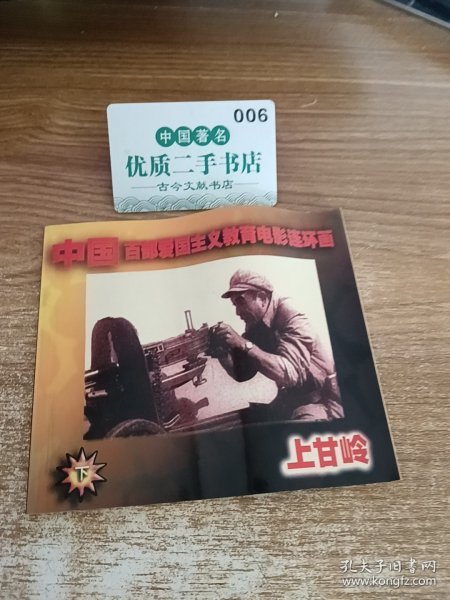 006
中国著名
优质二手书店
古今文献书店
中国百部爱国主义教育电影连环画
上甘岭
下
孔夫子旧书网
www.kongfz.com